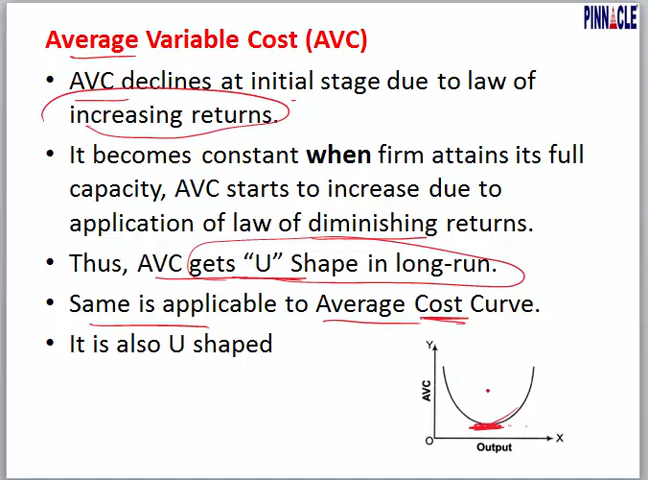 PINNACLE
Average Variable Cost (AVC)
• AVC declines at initial stage due to law of
increasing returns.
• It becomes constant when firm attains its full
capacity, AVC starts to increase due to
application of law of diminishing returns.
• Thus, AVC gets “U” Shape in long-run.
• Same is applicable to Average Cost Curve.
• It is also U shaped
Y
AVC
O
X
Output